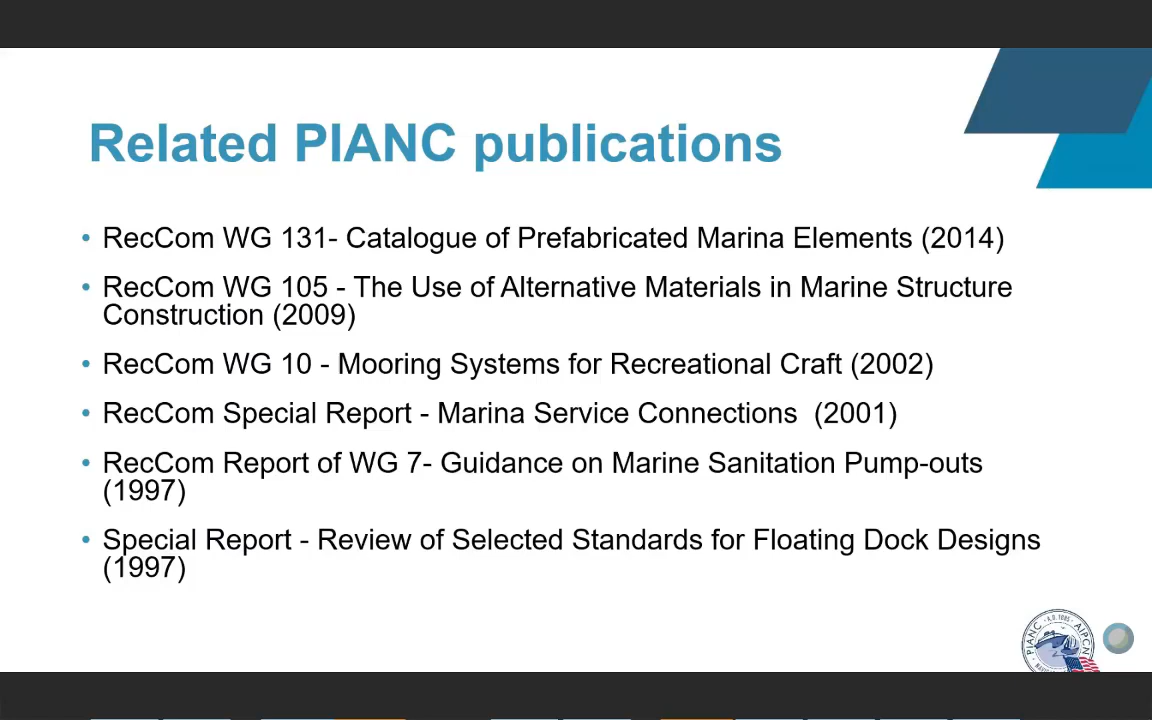 Related PIANC publications
• RecCom WG 131- Catalogue of Prefabricated Marina Elements (2014)
• RecCom WG 105 - The Use of Alternative Materials in Marine Structure
Construction (2009)
• RecCom WG 10 - Mooring Systems for Recreational Craft (2002)
• RecCom Special Report - Marina Service Connections  (2001)
• RecCom Report of WG 7- Guidance on Marine Sanitation Pump-outs
(1997)
• Special Report - Review of Selected Standards for Floating Dock Designs
(1997)
PIANC AIPCN